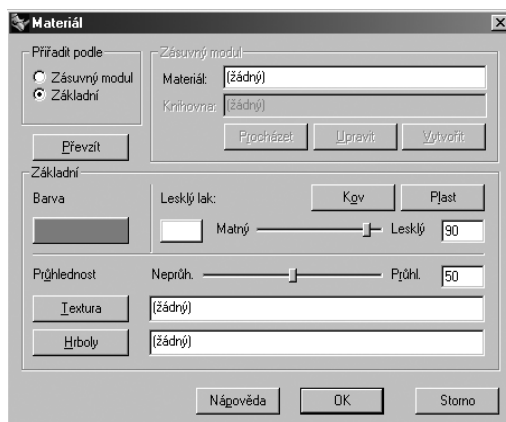 Materiál
Přiřadit podle
Zásuvný modul
Základní
Převzít
Zásuvný modul
Materiál: (žádný)
Knihovna: (žádný)
Procházet Upravit Vytvořit
Základní
Barva Lesklý lak: Kov Plast
Matný Lesklý 90
Průhlednost Neprůh. Průhl. 50
Textura (žádný)
Hrboly (žádný)
Nápověda OK Storno